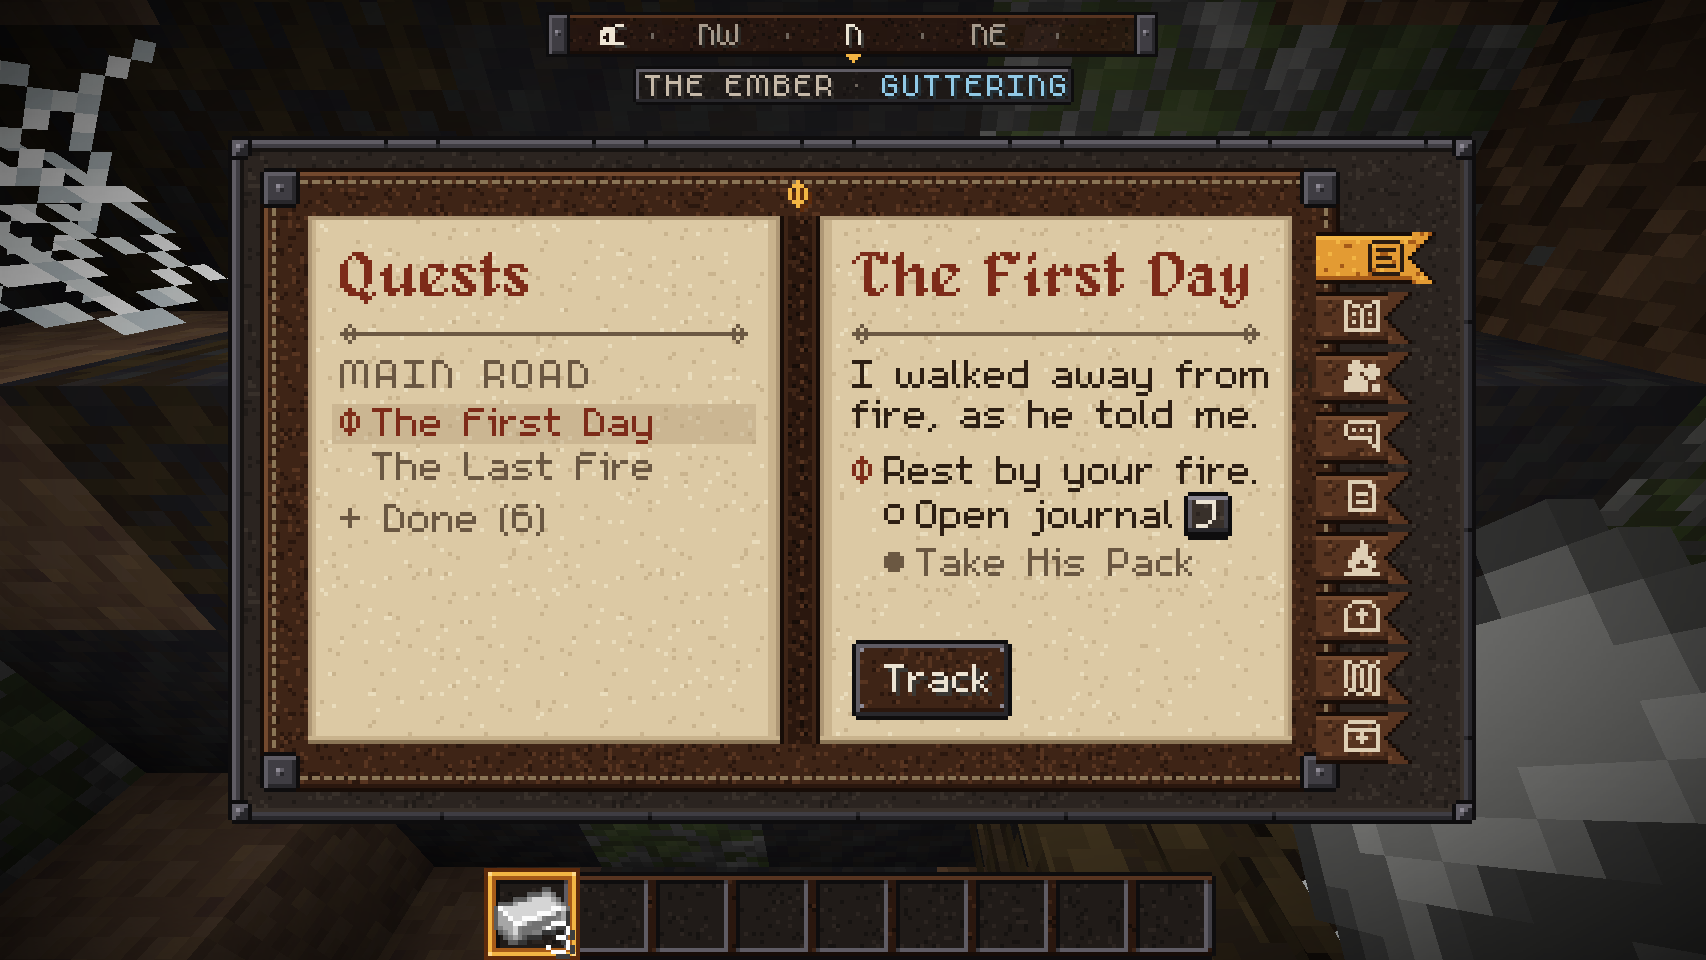 NW · N · NE
THE EMBER · GUTTERING
Quests
MAIN ROAD
The First Day
The Last Fire
+ Done (6)
The First Day
I walked away from
fire, as he told me.
Rest by your fire.
Open journal J
Take His Pack
Track
3